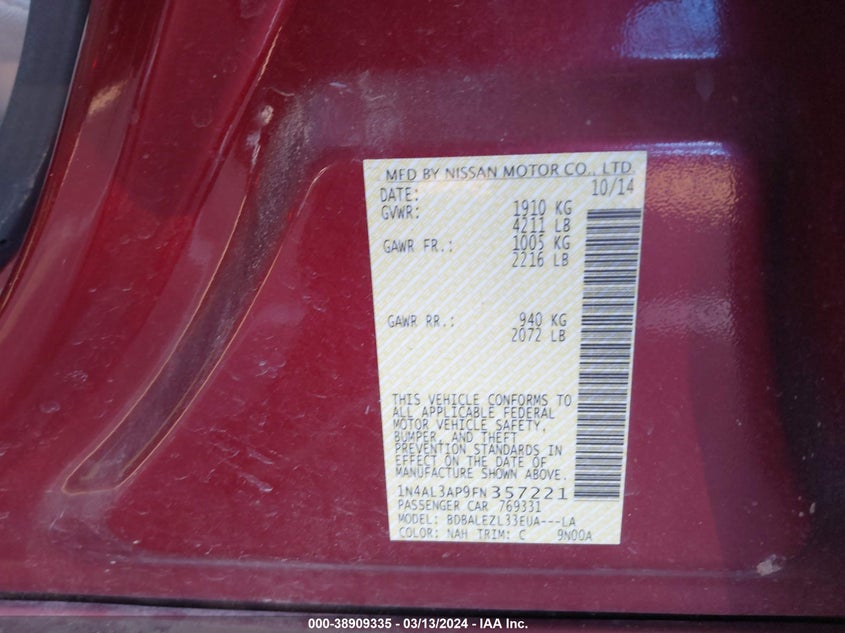 MFD BY NISSAN MOTOR CO., LTD.
DATE: 10/14
GVWR: 1910 KG
4211 LB
GAWR FR.: 1005 KG
2216 LB
GAWR RR.: 940 KG
2072 LB
THIS VEHICLE CONFORMS TO
ALL APPLICABLE FEDERAL
MOTOR VEHICLE SAFETY,
BUMPER, AND THEFT
PREVENTION STANDARDS IN
EFFECT ON THE DATE OF
MANUFACTURE SHOWN ABOVE.
1N4AL3AP9FN357221
PASSENGER CAR 769331
MODEL: BDBALEZL33EUA---LA
COLOR: NAH TRIM: C 9N00A
000-38909335 - 03/13/2024 - IAA Inc.